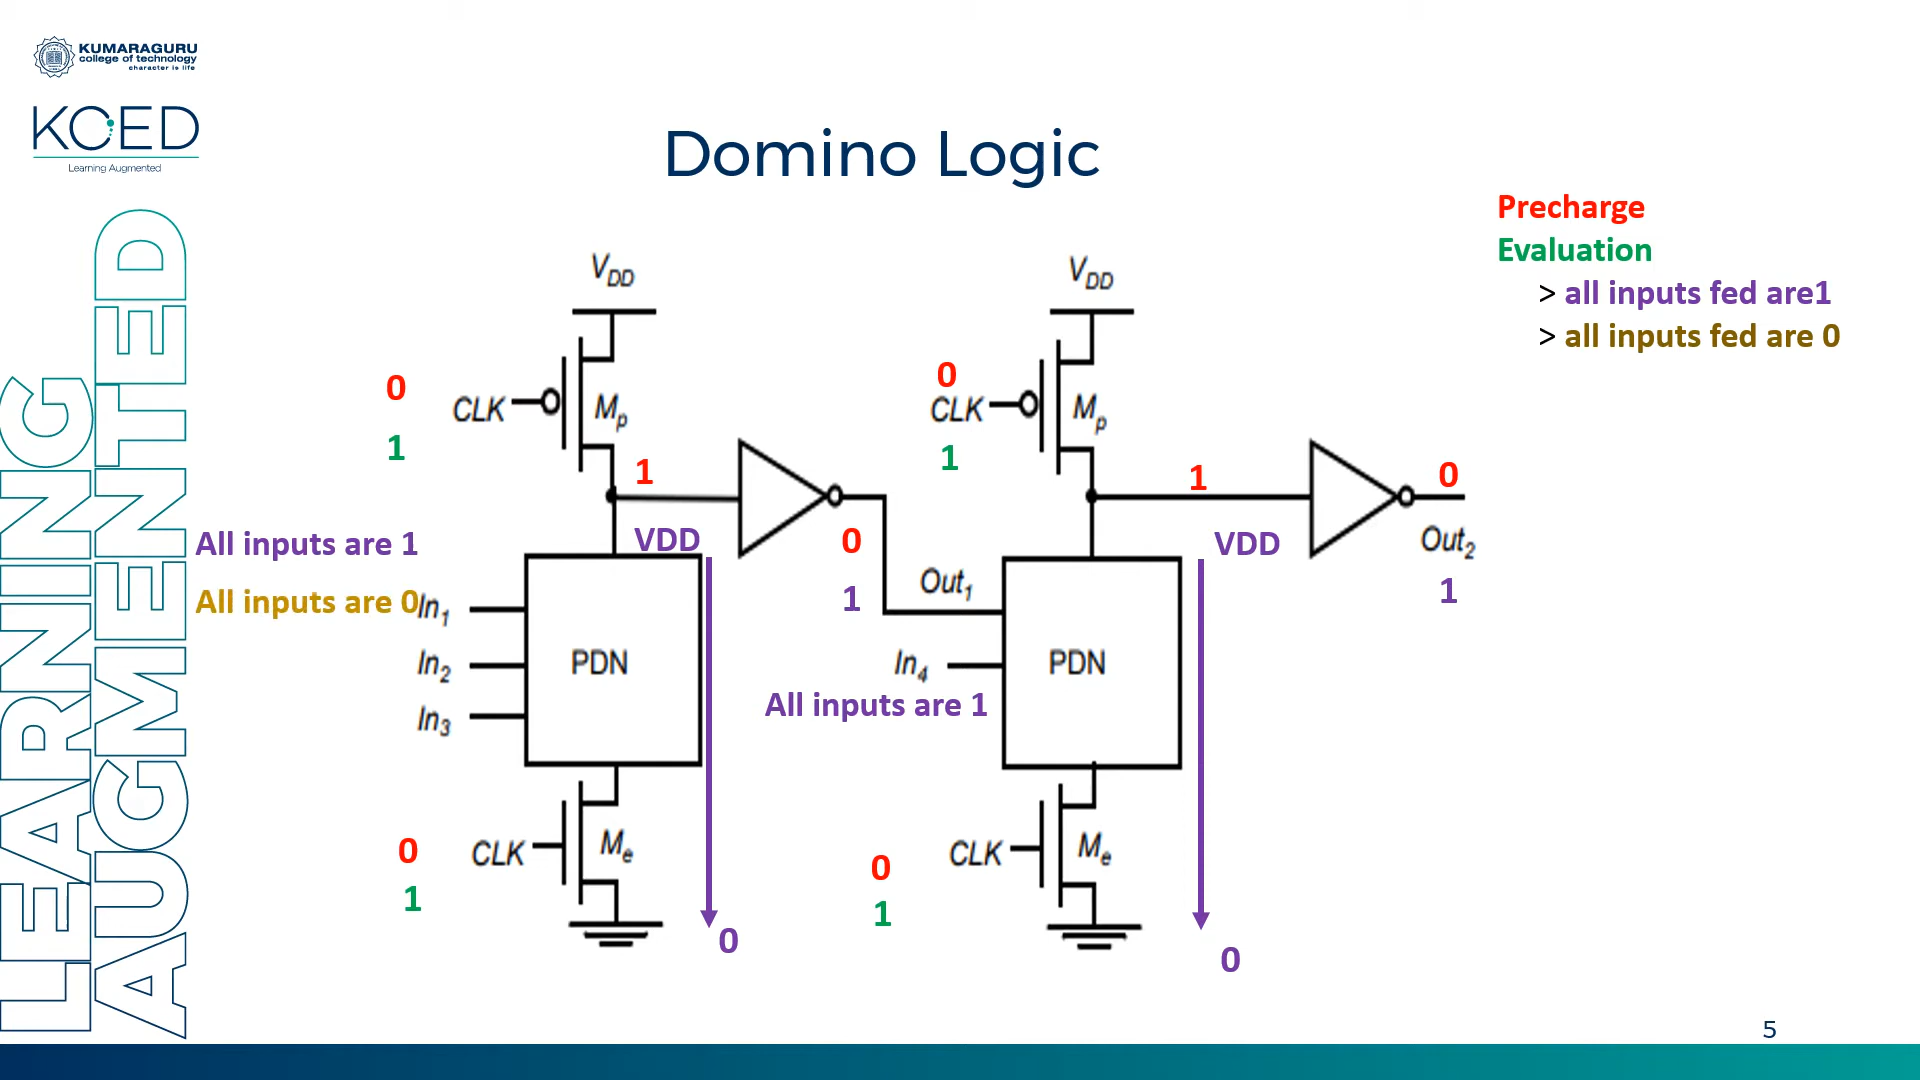 KUMARAGURU
college of technology
character is life
KCED
Learning Augmented
LEARNING
AUGMENTED
Domino Logic
Precharge
Evaluation
> all inputs fed are1
> all inputs fed are 0
VDD
VDD
0
0
CLK
Mp
CLK
Mp
1
1
1
1
0
All inputs are 1
VDD
0
VDD
Out2
All inputs are 0
In1
1
Out1
1
In2
PDN
In4
PDN
All inputs are 1
In3
0
CLK
Me
0
CLK
Me
1
1
0
0
5